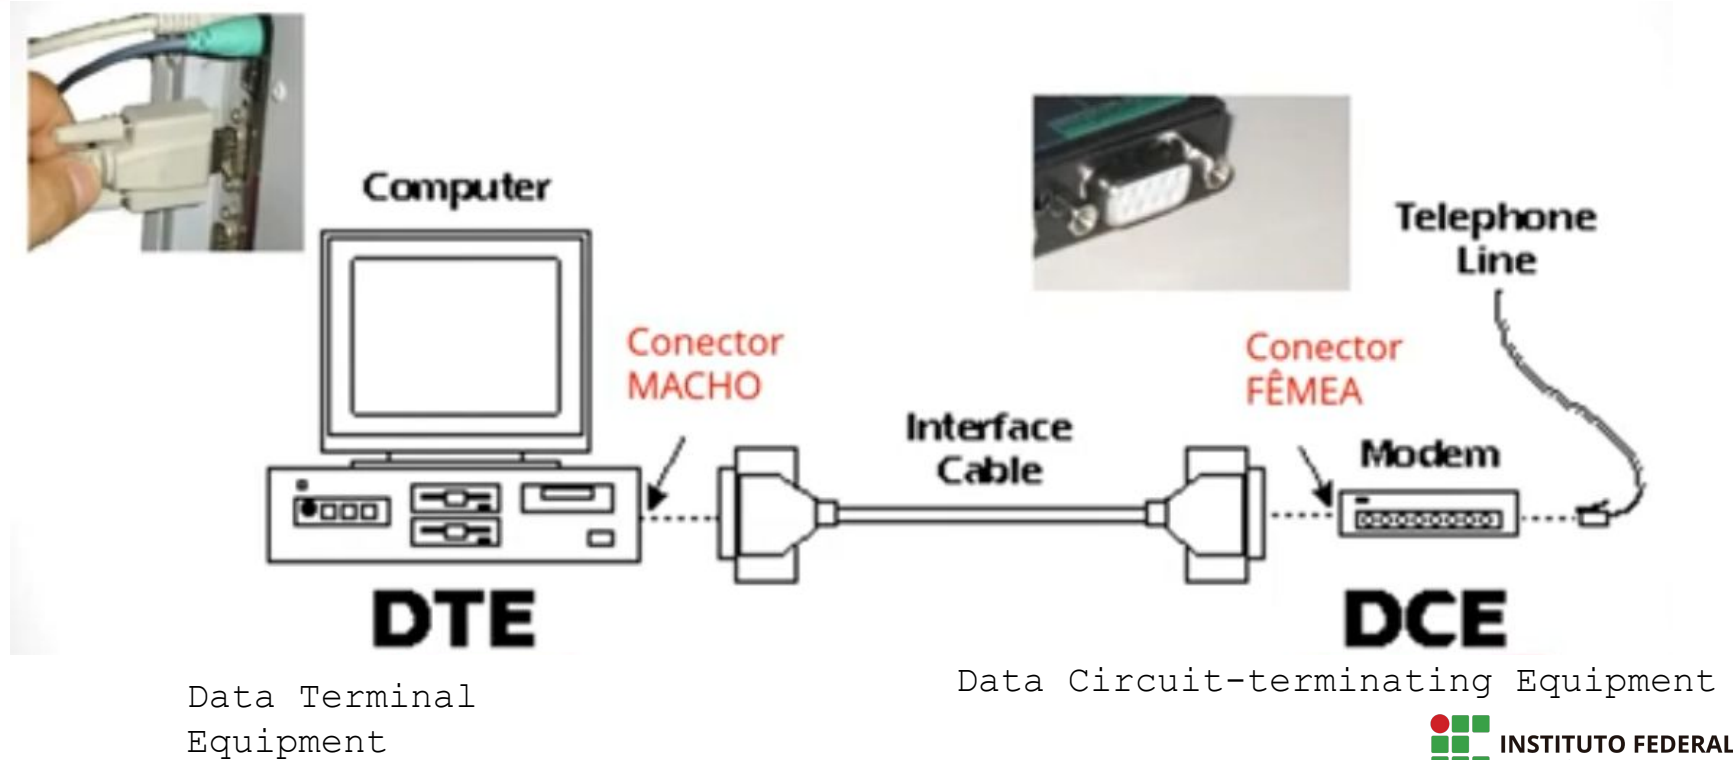 Computer
Telephone
Line
Conector
MACHO
Conector
FÊMEA
Interface
Cable
Modem
DTE
DCE
Data Terminal
Equipment
Data Circuit-terminating Equipment
INSTITUTO FEDERAL